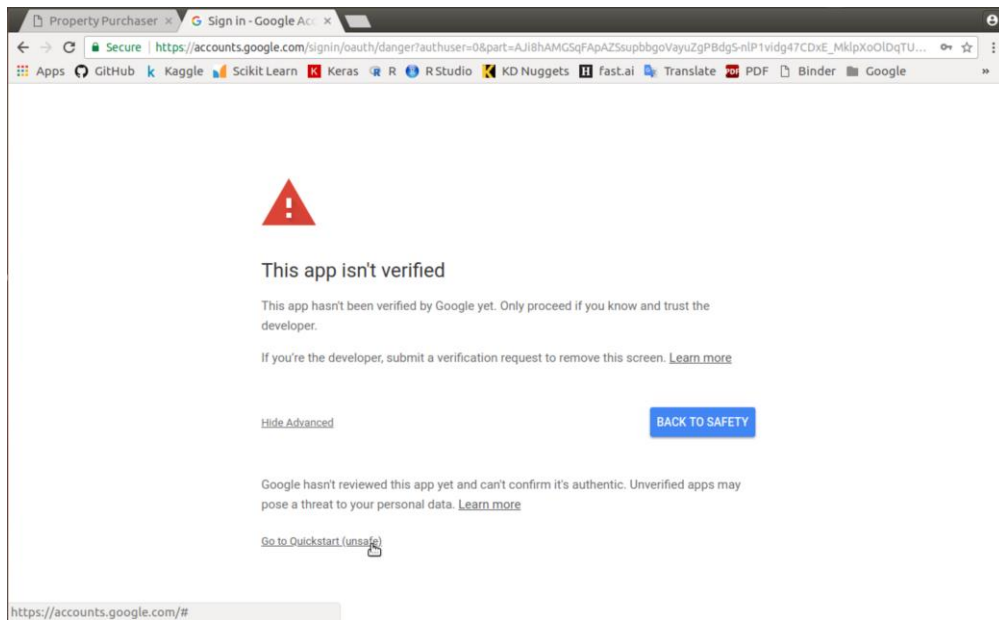 Property Purchaser
Sign in - Google Acc
Secure https://accounts.google.com/signin/oauth/danger?authuser=0&part=AJi8hAMGSqFApAZSsupbbgoVayuZgPBdgS-nlP1vidg47CDxE_MklpXoOlDqTU...
Apps GitHub k Kaggle Scikit Learn K Keras R R RStudio KD Nuggets H fast.ai Translate PDF PDF Binder Google »
This app isn't verified
This app hasn't been verified by Google yet. Only proceed if you know and trust the
developer.
If you're the developer, submit a verification request to remove this screen. Learn more
Hide Advanced BACK TO SAFETY
Google hasn't reviewed this app yet and can't confirm it's authentic. Unverified apps may
pose a threat to your personal data. Learn more
Go to Quickstart (unsafe)
https://accounts.google.com/#